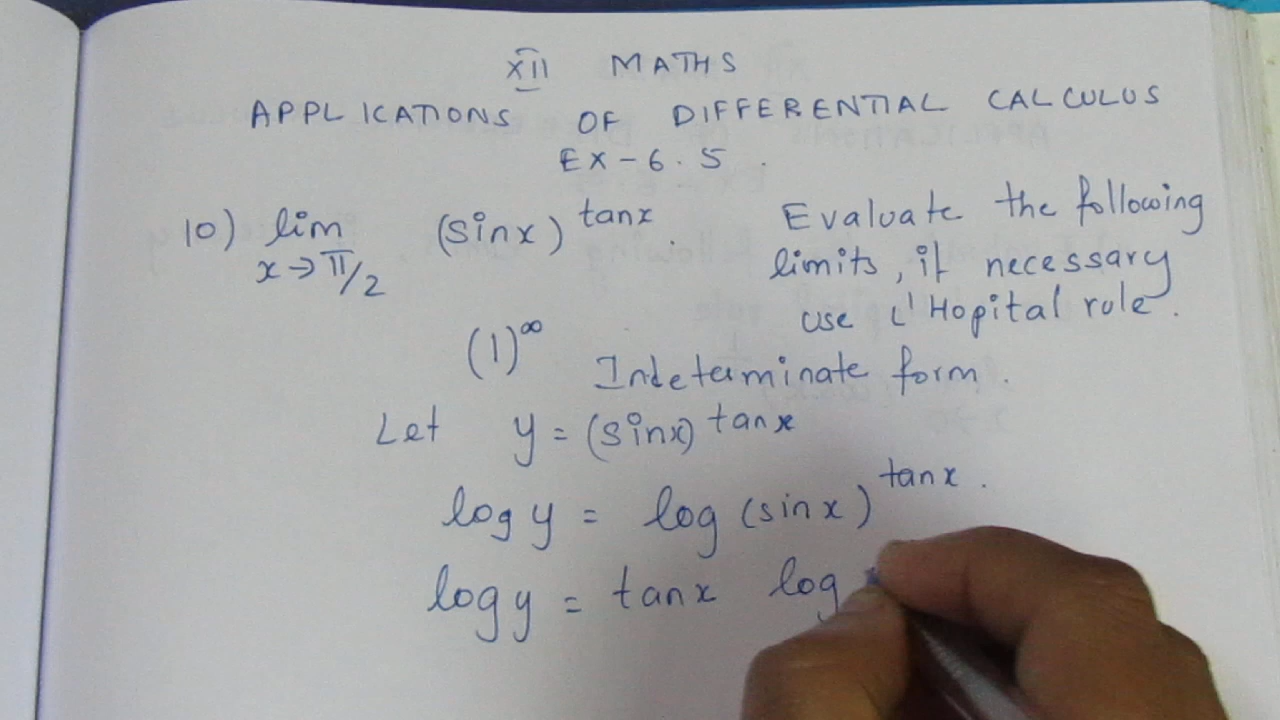 XII MATHS
APPLICATIONS OF DIFFERENTIAL CALCULUS
EX-6.5.
10) lim x→π/2 (sinx)^tanx.
Evaluate the following
limits, if necessary
use L'Hopital rule.
(1)^∞ Indeterminate form.
Let y = (sinx)^tanx
log y = log (sinx)^tanx.
log y = tanx log